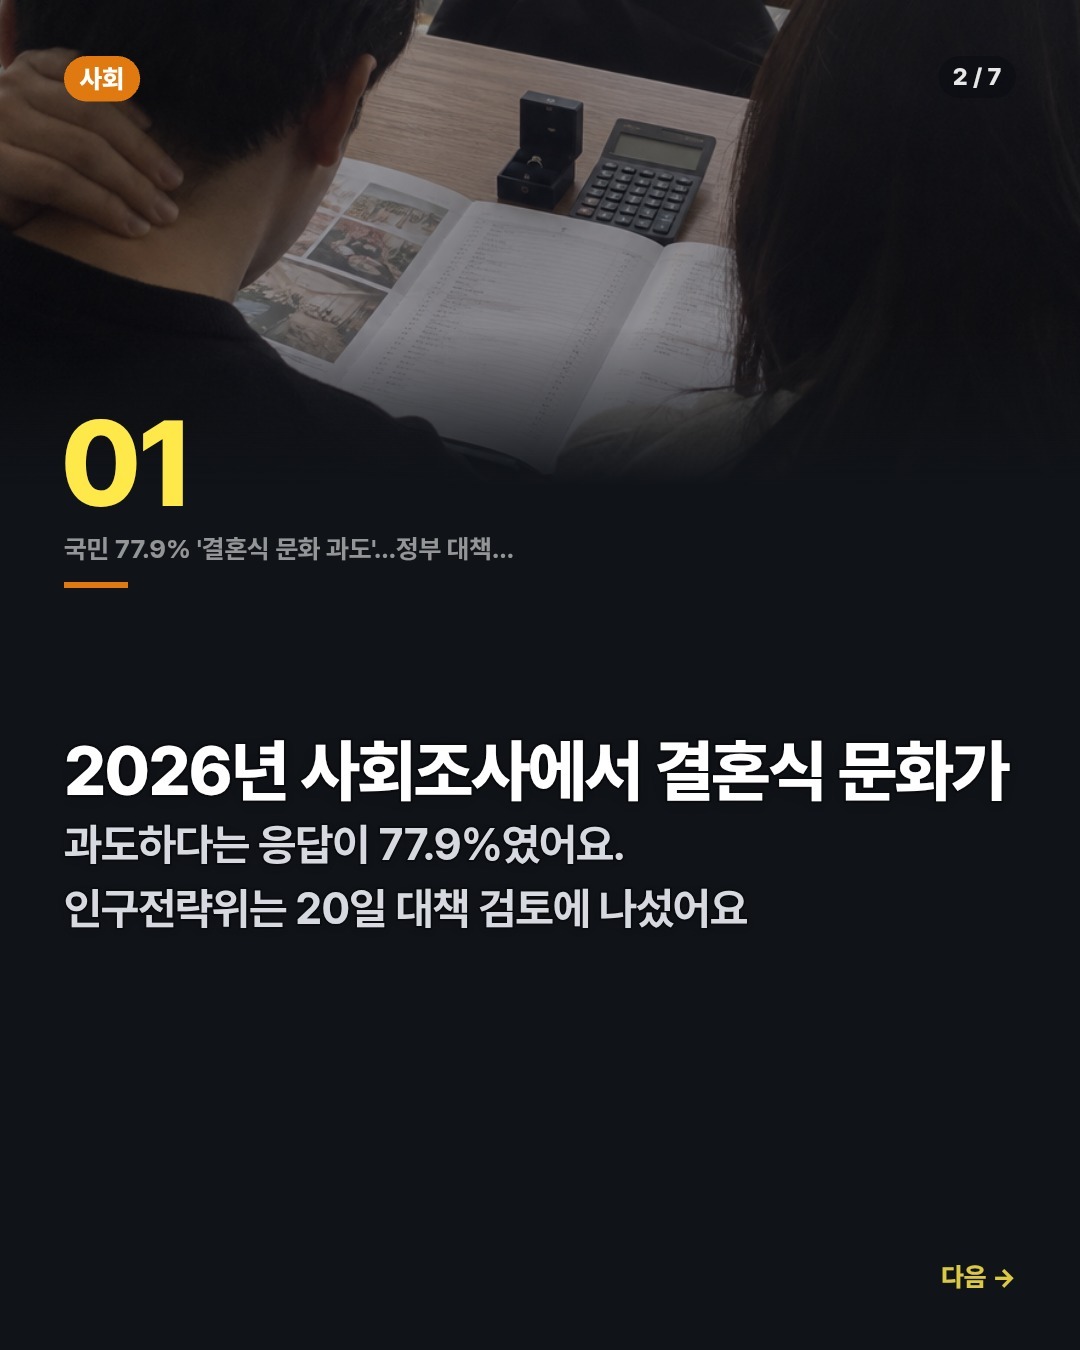 사회
2 / 7
01
국민 77.9% '결혼식 문화 과도'...정부 대책...
2026년 사회조사에서 결혼식 문화가
과도하다는 응답이 77.9%였어요.
인구전략위는 20일 대책 검토에 나섰어요
다음 →